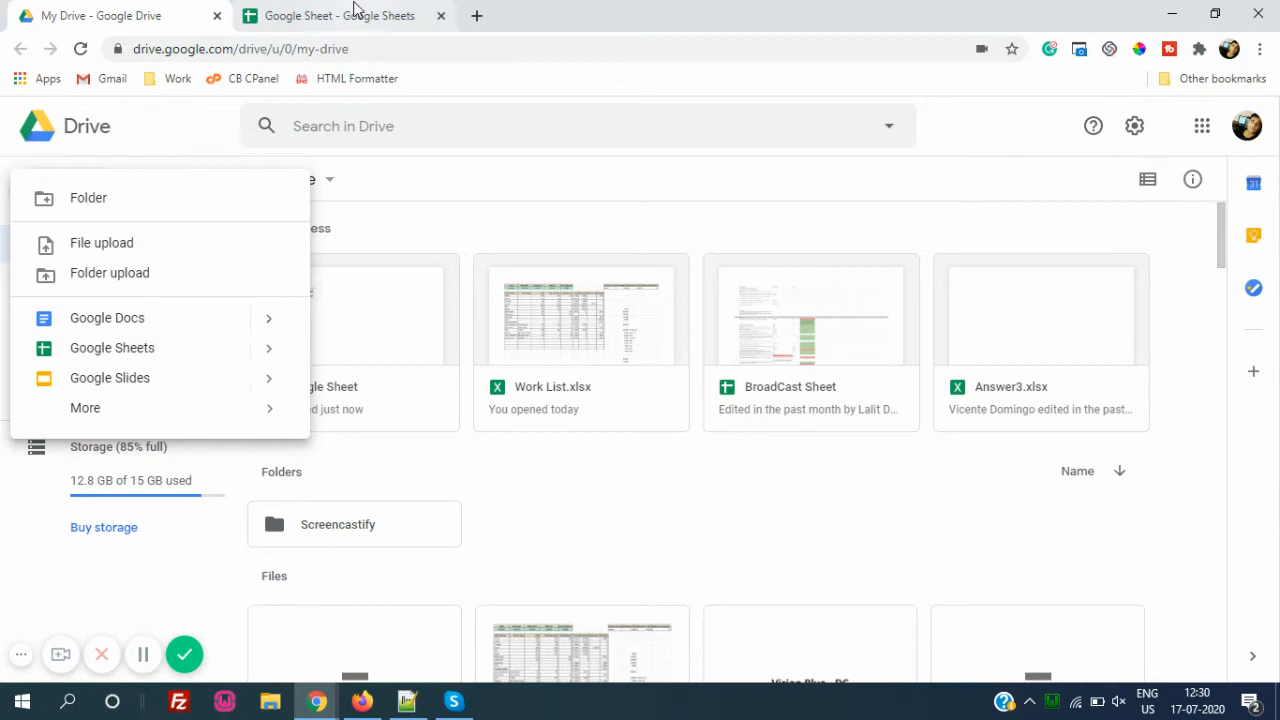 My Drive - Google Drive
Google Sheet - Google Sheets
drive.google.com/drive/u/0/my-drive
Apps
Gmail
Work
CB CPanel
HTML Formatter
Other bookmarks
Drive
Search in Drive
Folder
File upload
Folder upload
Google Docs
Google Sheets
Google Slides
More
Storage (85% full)
12.8 GB of 15 GB used
Buy storage
e
ess
gle Sheet
ed just now
Work List.xlsx
You opened today
BroadCast Sheet
Edited in the past month by Lalit D...
Answer3.xlsx
Vicente Domingo edited in the past...
Folders
Name
Screencastify
Files
31
ENG
US
12:30
17-07-2020
2